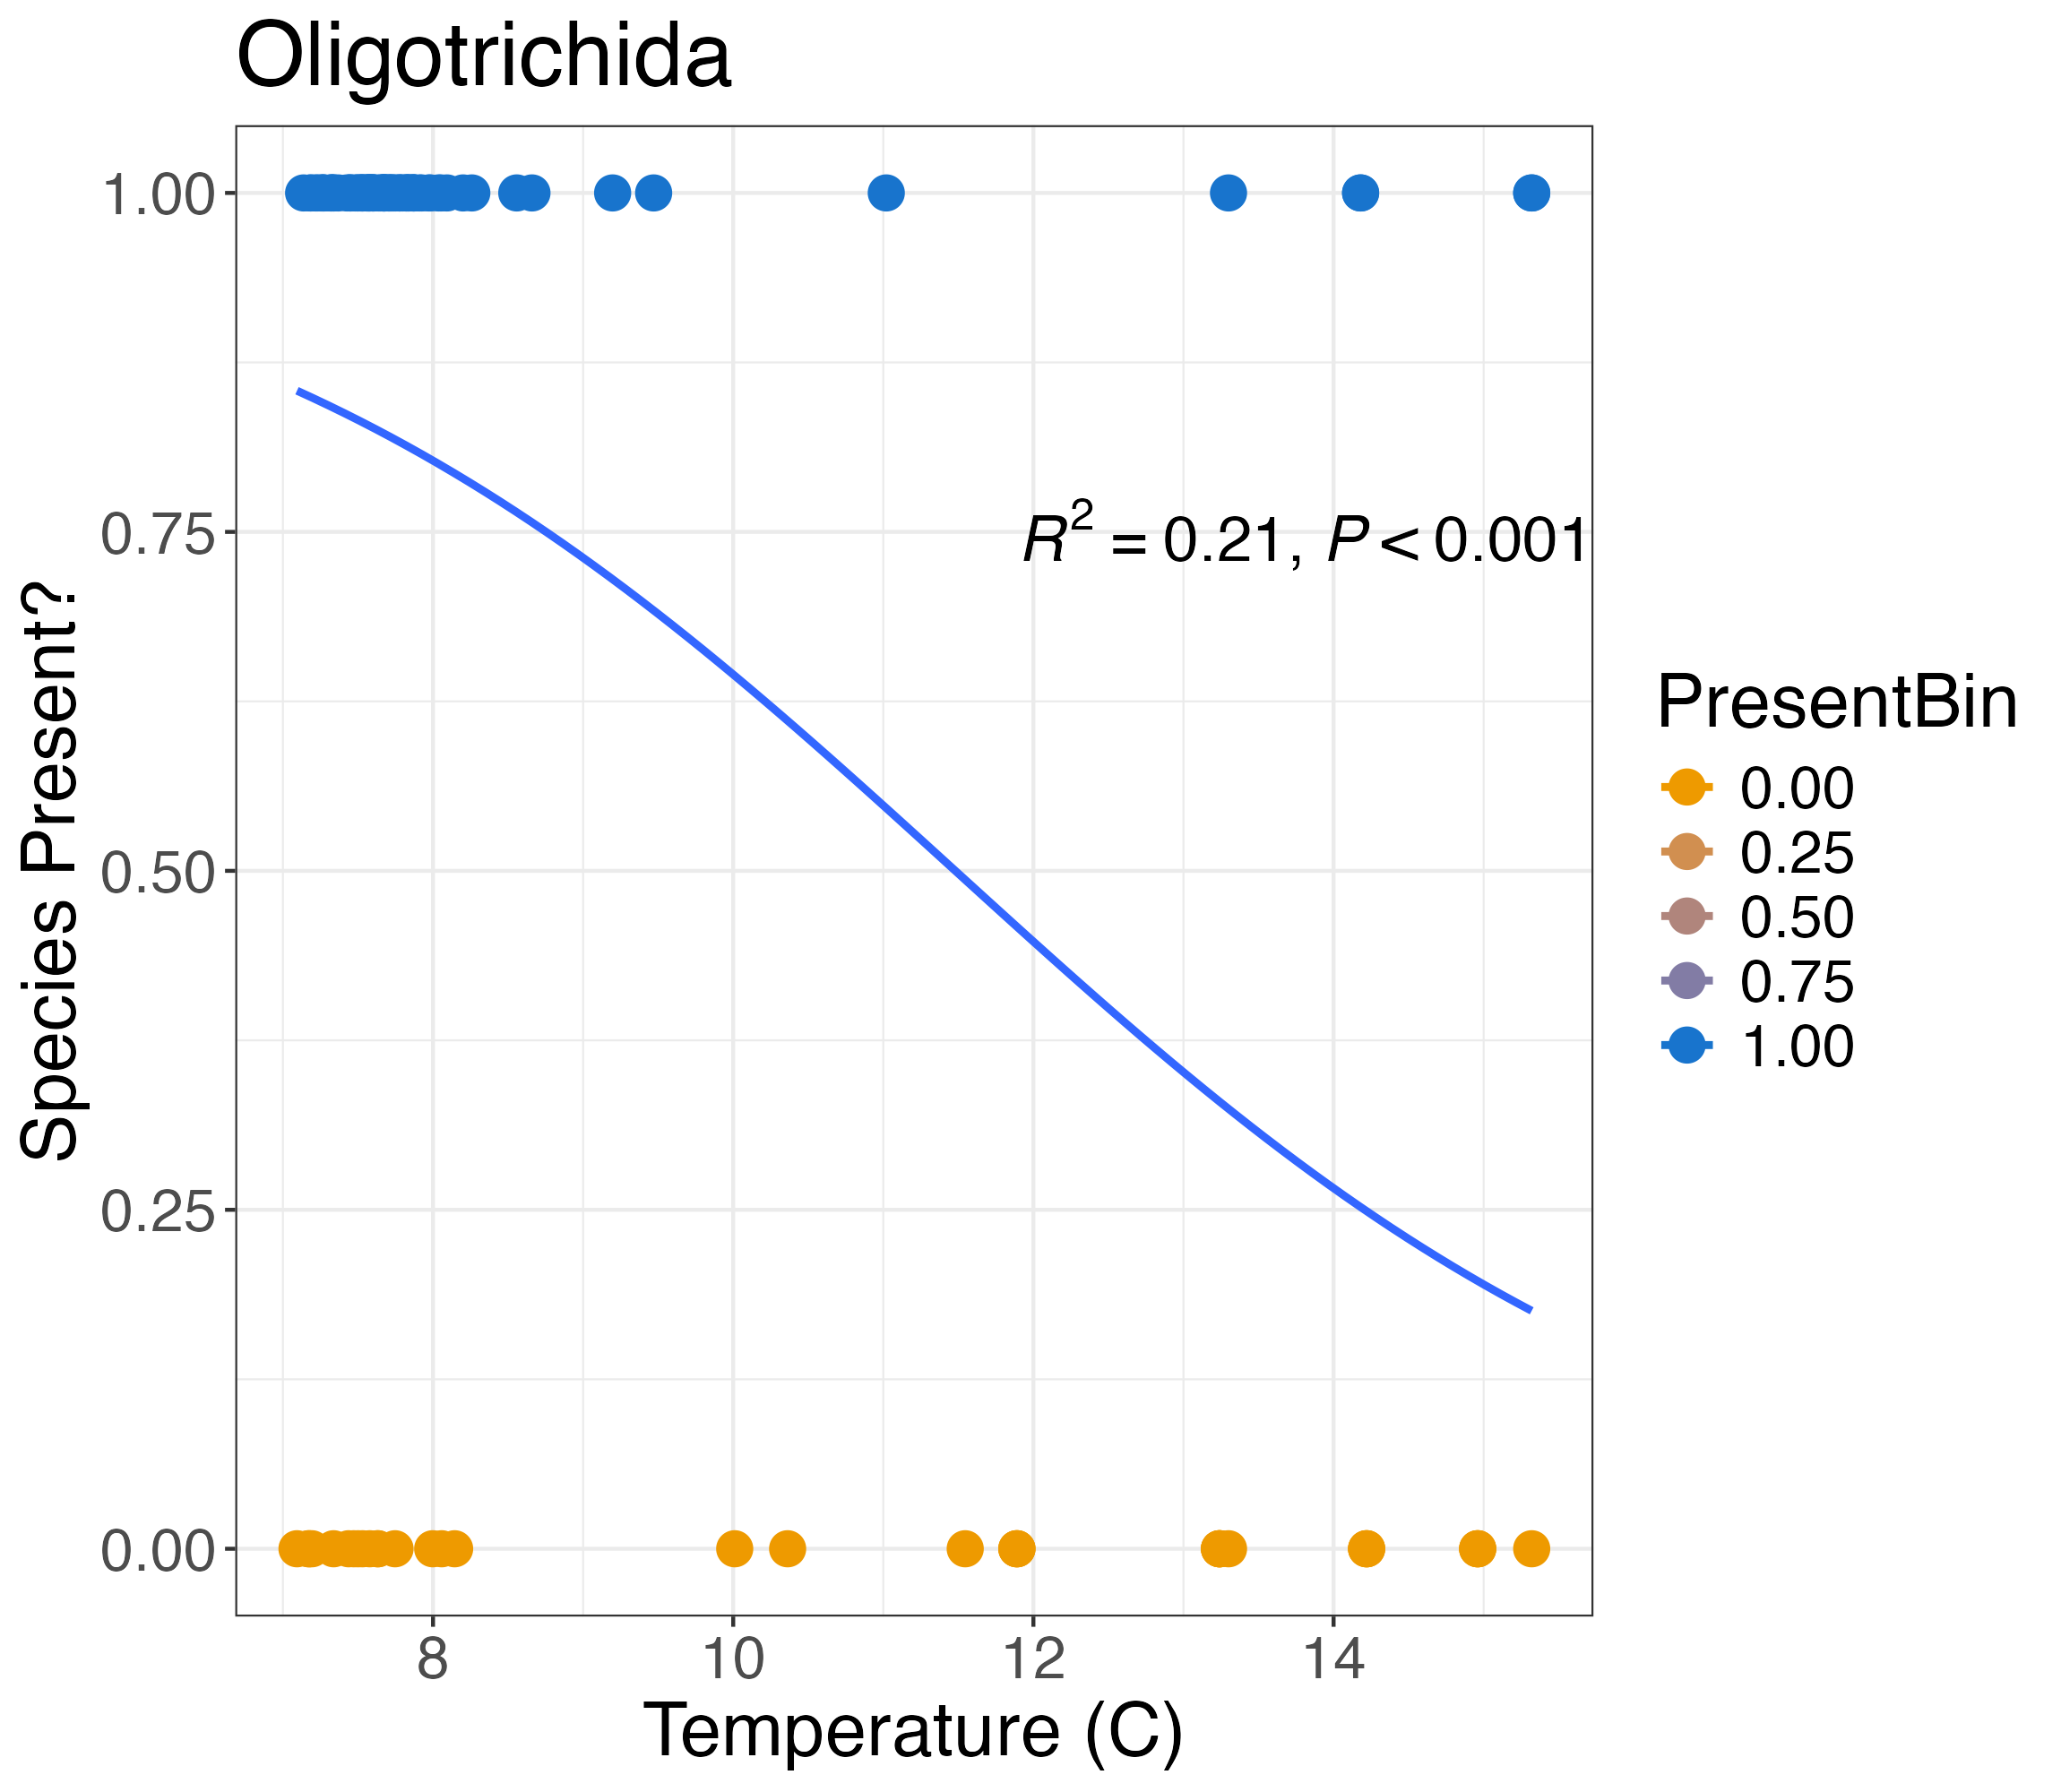 Oligotrichida
1.00
0.75
0.50
0.25
0.00
Species Present?
R² = 0.21, P < 0.001
8 10 12 14
Temperature (C)
PresentBin
0.00
0.25
0.50
0.75
1.00